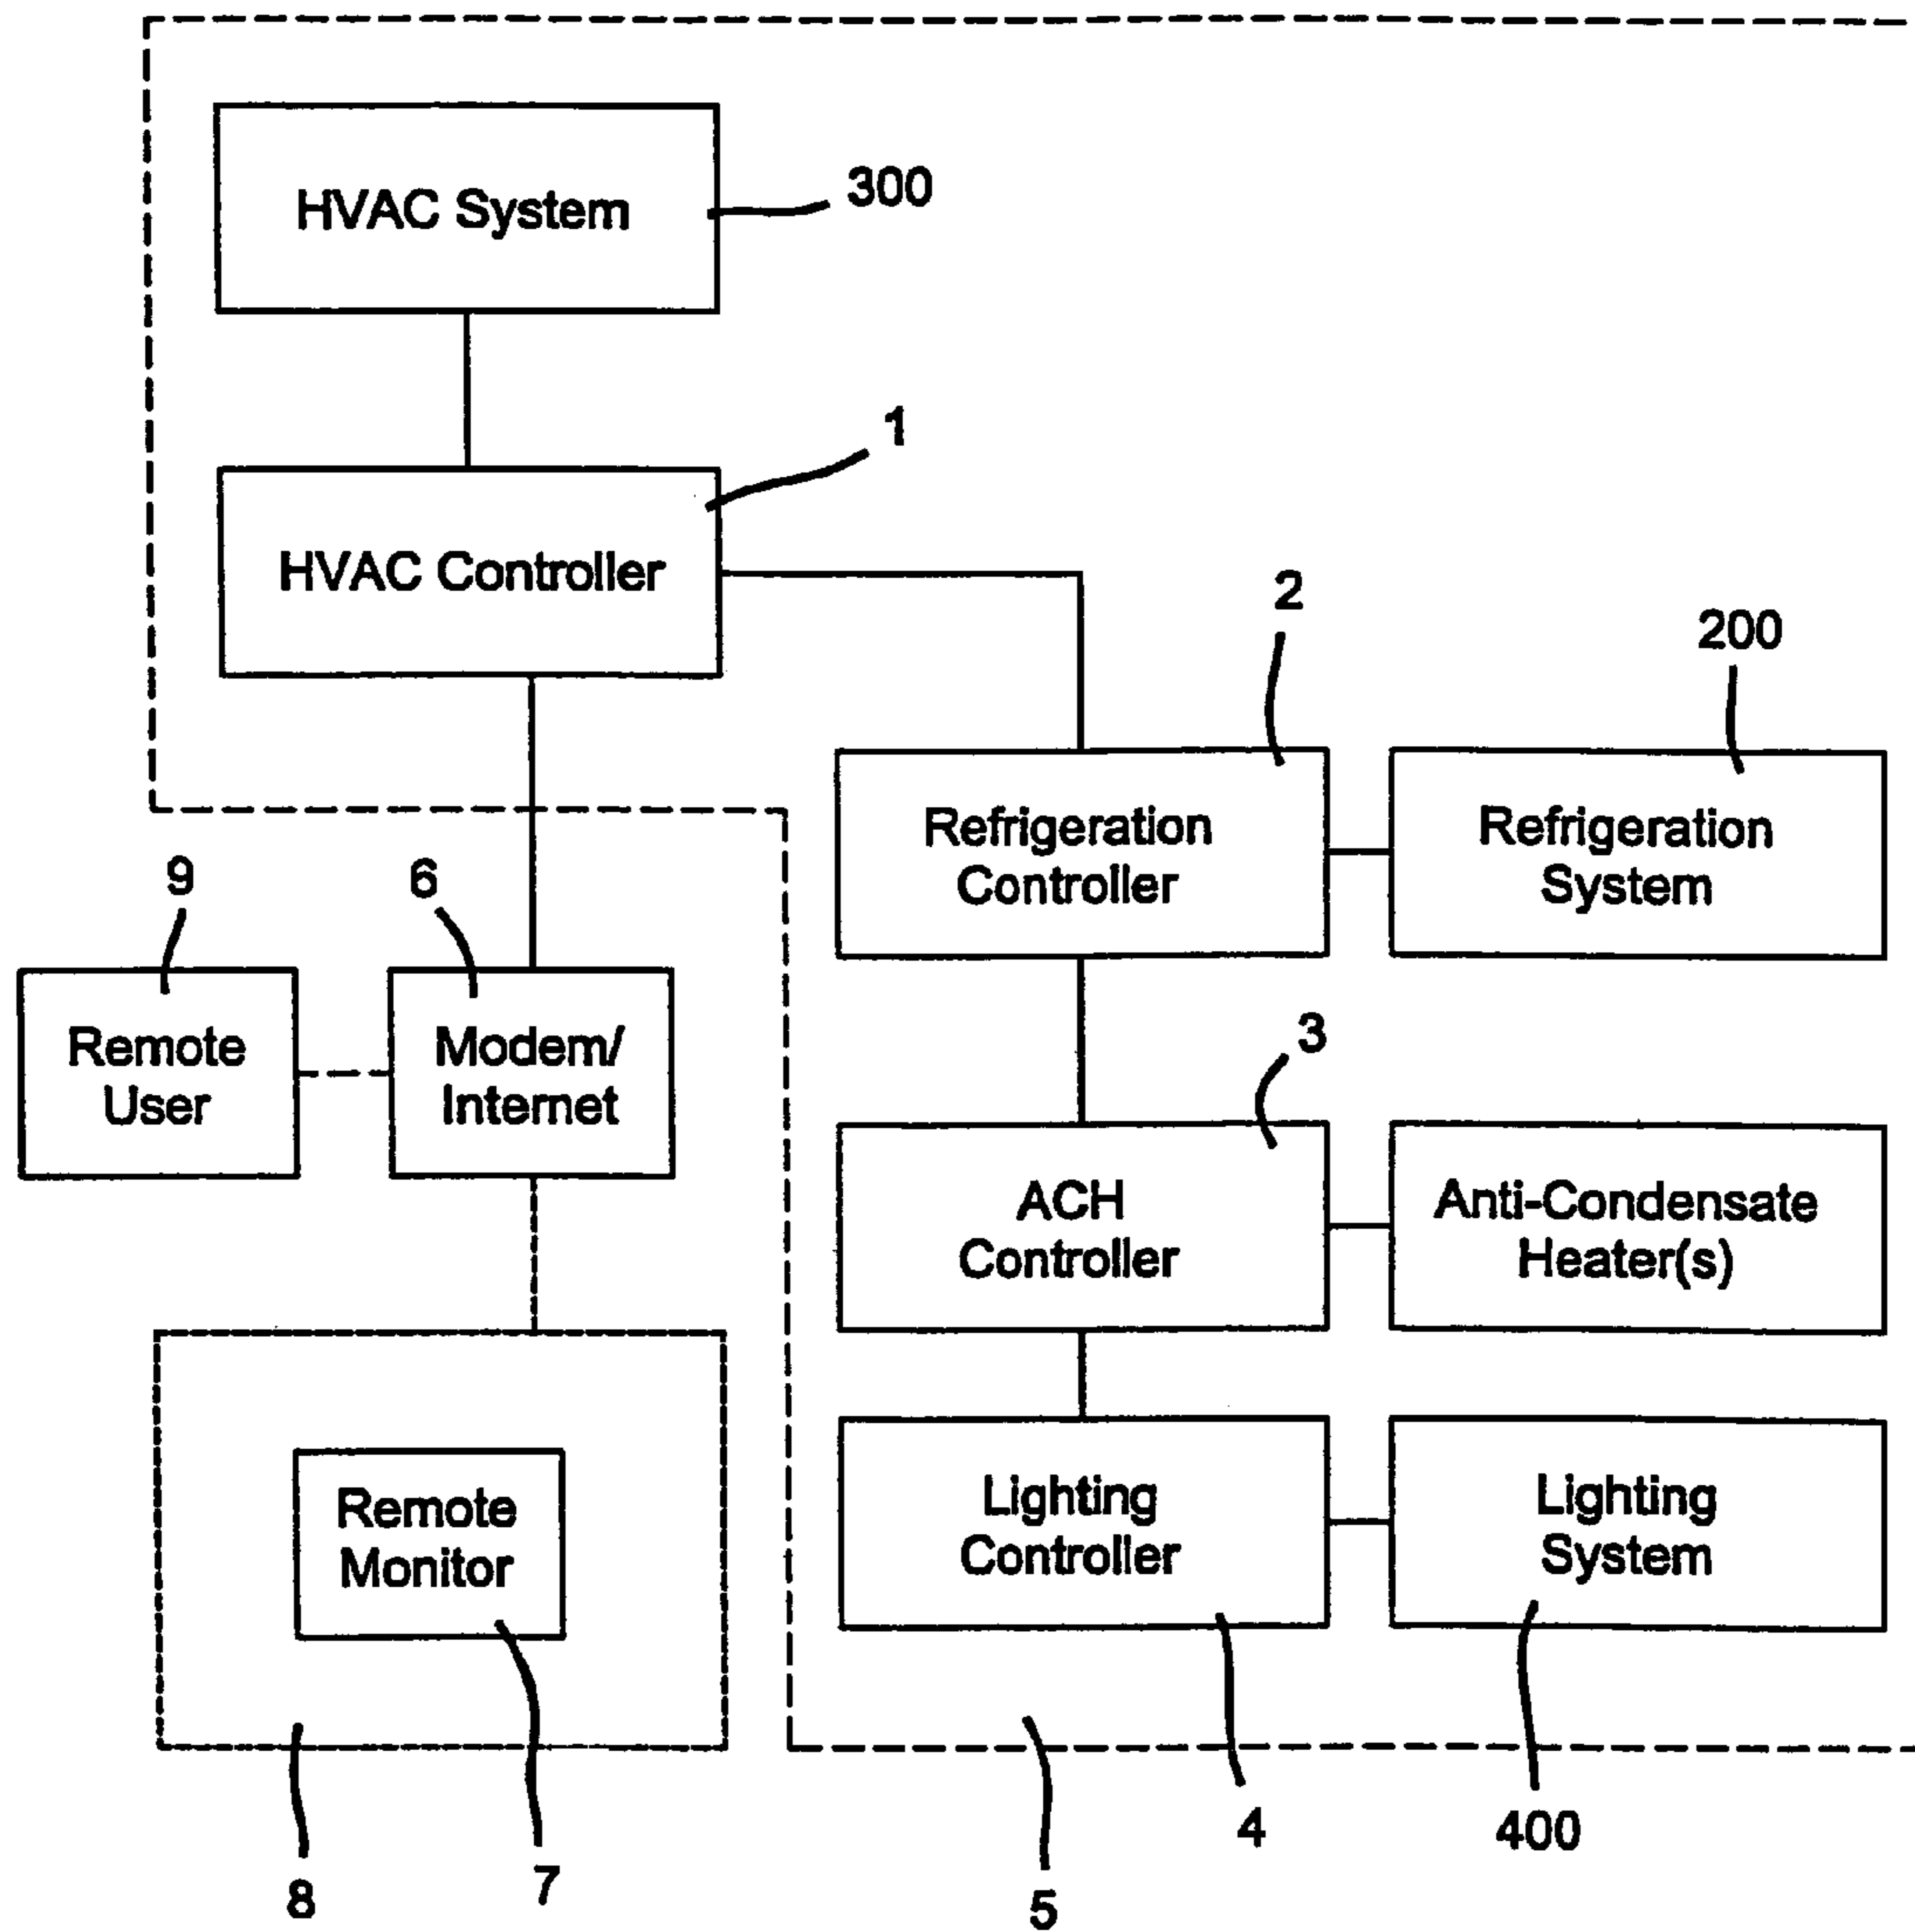 HVAC System
300
1
HVAC Controller
2
200
Refrigeration
Controller
Refrigeration
System
9
6
Remote
User
Modem/
Internet
3
ACH
Controller
Anti-Condensate
Heater(s)
Remote
Monitor
Lighting
Controller
Lighting
System
8
7
5
4
400